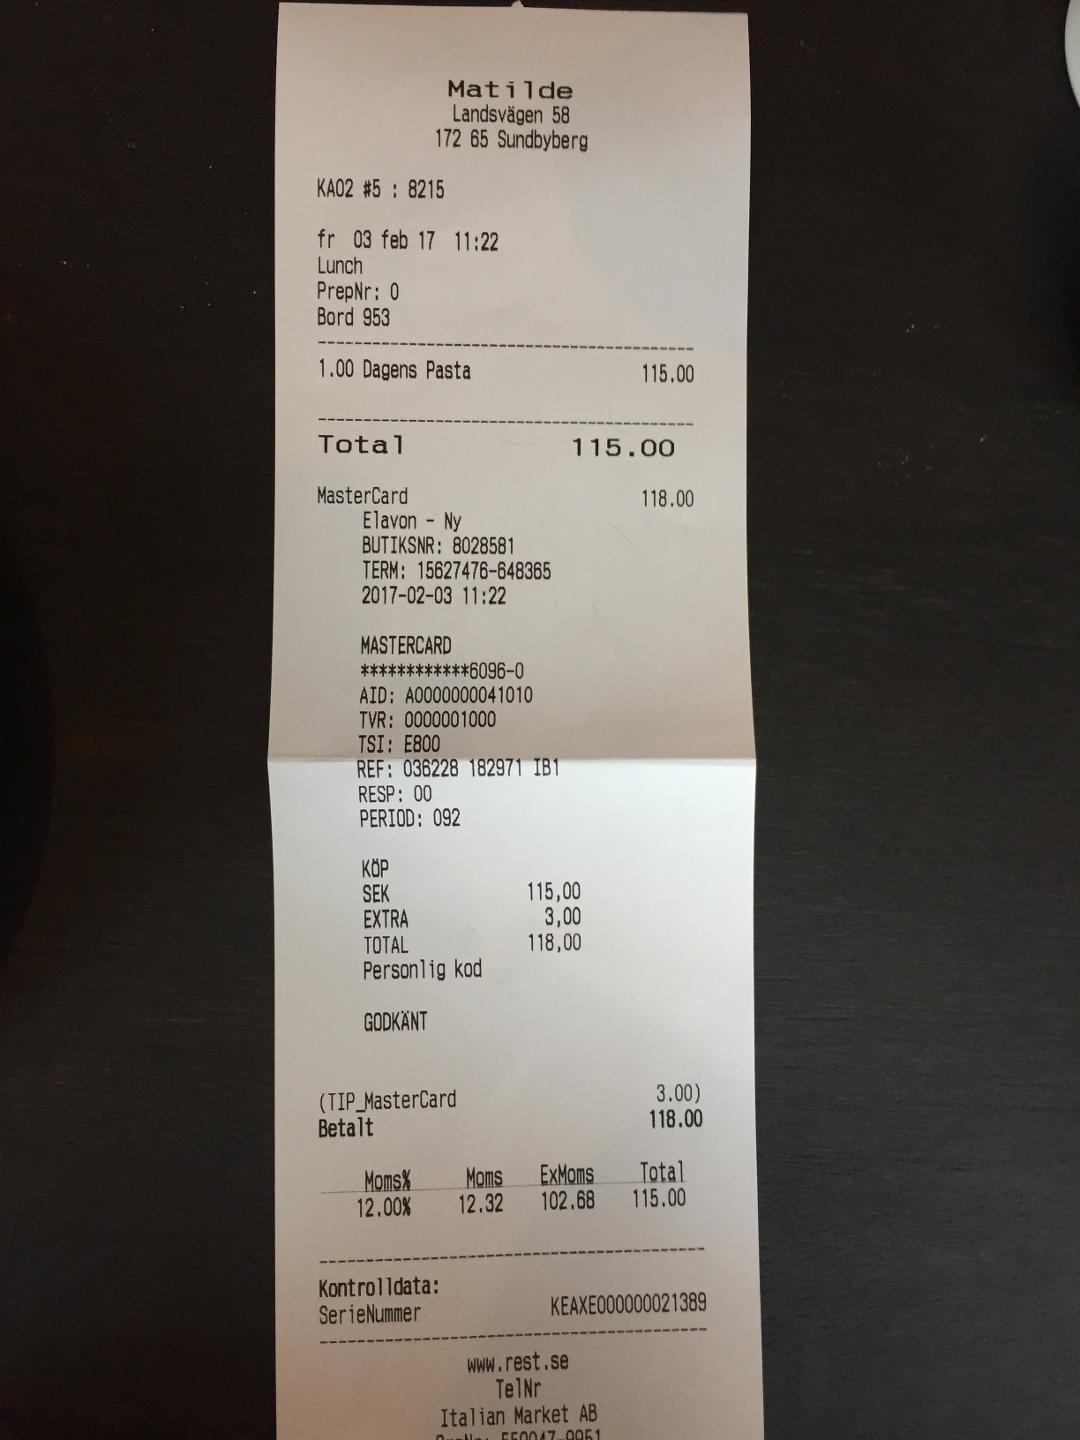 Matilde
Landsvägen 58
172 65 Sundbyberg
KA02 #5 : 8215
fr 03 feb 17 11:22
Lunch
PrepNr: 0
Bord 953
1.00 Dagens Pasta 115.00
Total 115.00
MasterCard 118.00
Elavon - Ny
BUTIKSNR: 8028581
TERM: 15627476-648365
2017-02-03 11:22
MASTERCARD
************6096-0
AID: A0000000041010
TVR: 0000001000
TSI: E800
REF: 036228 182971 IB1
RESP: 00
PERIOD: 092
KÖP
SEK 115,00
EXTRA 3,00
TOTAL 118,00
Personlig kod
GODKÄNT
(TIP_MasterCard 3.00)
Betalt 118.00
Moms% Moms ExMoms Total
12.00% 12.32 102.68 115.00
Kontrolldata:
SerieNummer KEAXE000000021389
www.rest.se
TelNr
Italian Market AB